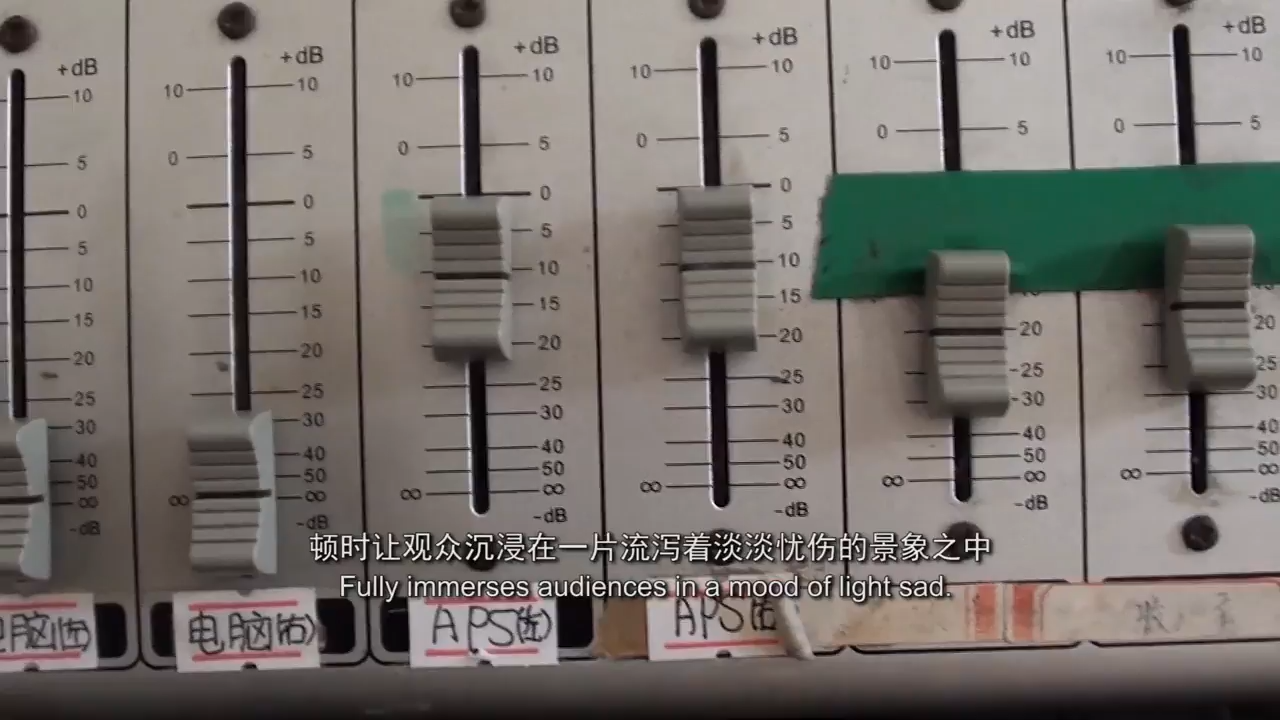 +dB +dB +dB +dB +dB +dB
10 10 10 10 10 10 10 10 10 10 10
5 0 5 0 5 0 5 0 5 0 5
0 0 0 0
5 5 5 5
10 10 10 10
15 15 15 15
20 20 20 20 20 20
25 25 25 25 25 25
30 30 30 30 30 30
40 40 40 40 40 40
50 50 50 50 50 50
∞ ∞ ∞ ∞ ∞ ∞ ∞ ∞ ∞ ∞ ∞
-dB -dB -dB -dB -dB -dB
顿时让观众沉浸在一片流泻着淡淡忧伤的景象之中
Fully immerses audiences in a mood of light sad.
电脑(右) APS(左) APS